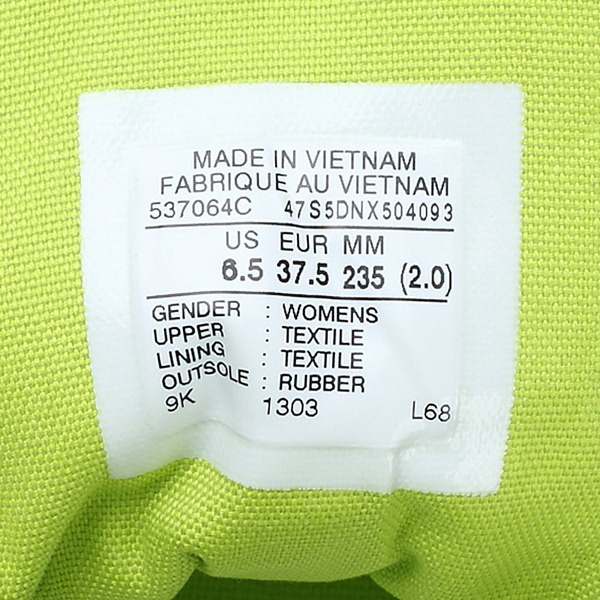 MADE IN VIETNAM
FABRIQUE AU VIETNAM
537064C 47S5DNX504093
US EUR MM
6.5 37.5 235 (2.0)
GENDER : WOMENS
UPPER : TEXTILE
LINING : TEXTILE
OUTSOLE : RUBBER
9K 1303 L68